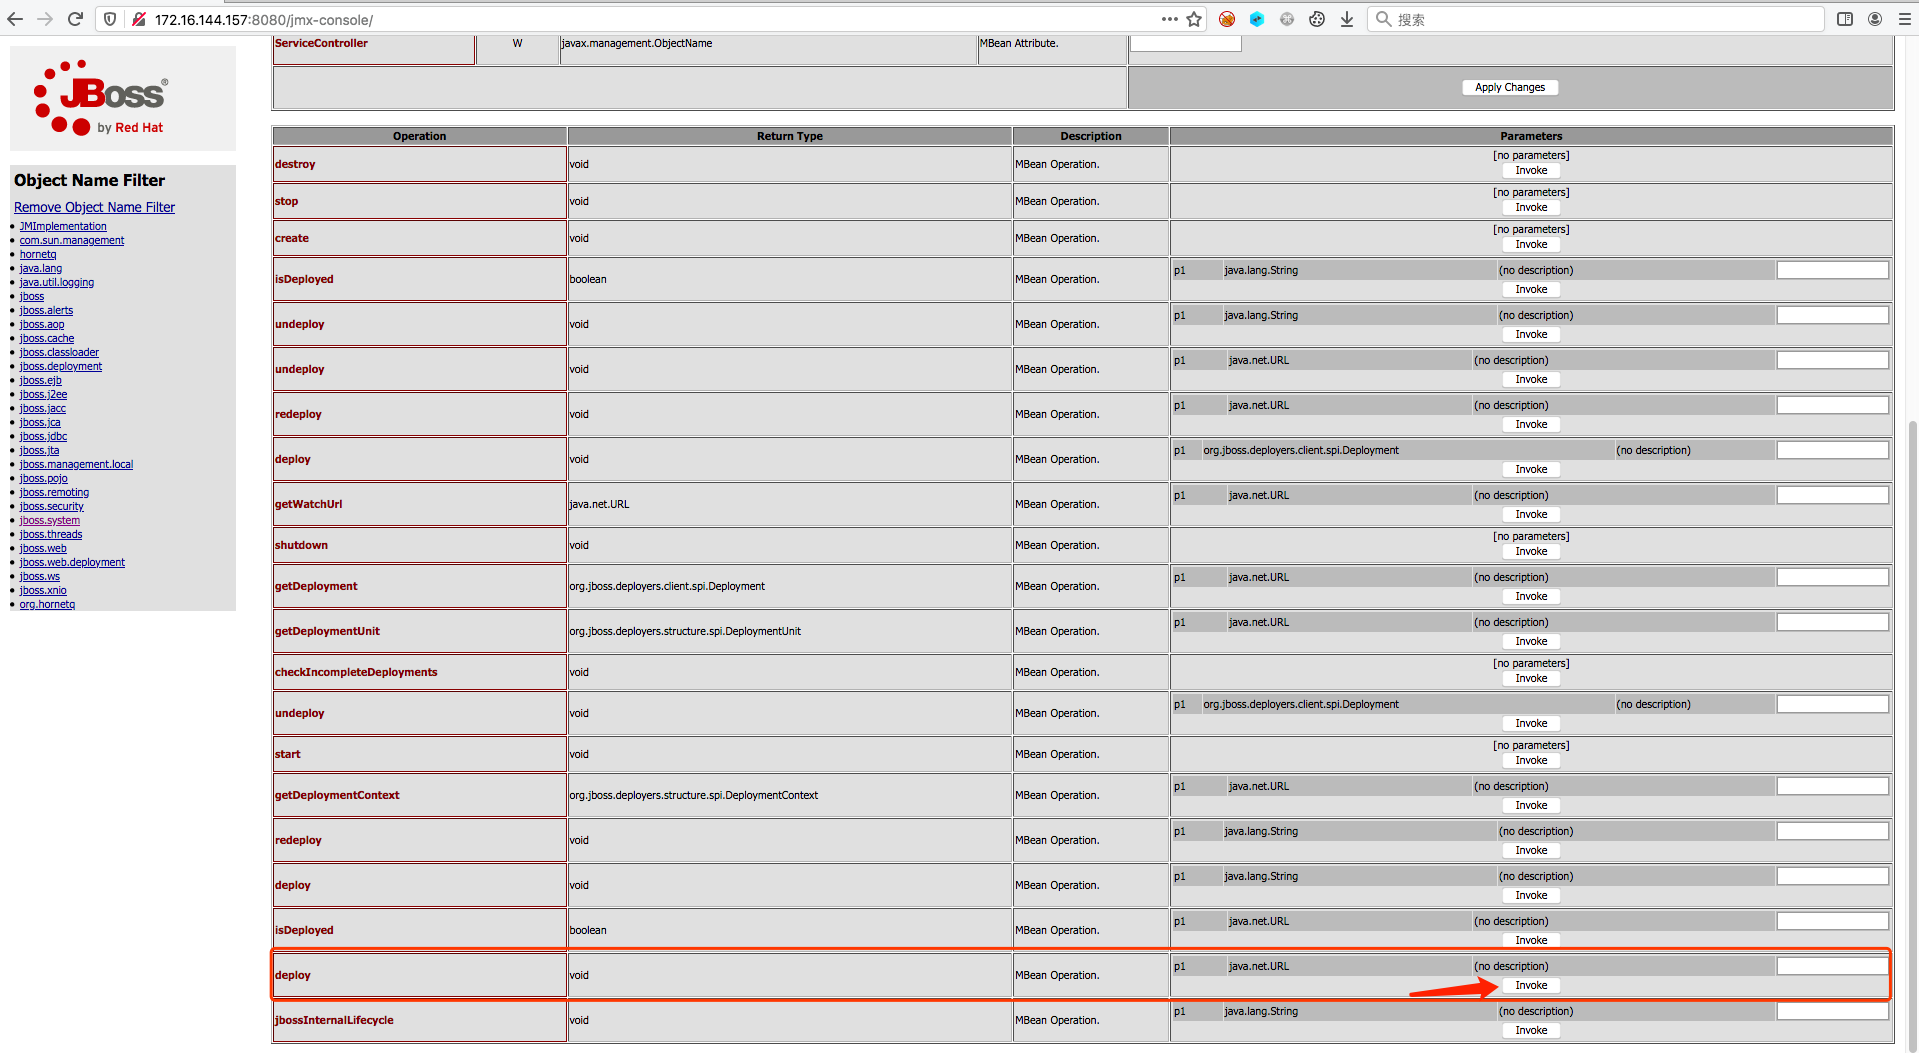 172.16.144.157:8080/jmx-console/
搜索
JBoss®
by Red Hat
Object Name Filter
Remove Object Name Filter
JMImplementation
com.sun.management
hornetq
java.lang
java.util.logging
jboss
jboss.alerts
jboss.aop
jboss.cache
jboss.classloader
jboss.deployment
jboss.ejb
jboss.j2ee
jboss.jacc
jboss.jca
jboss.jdbc
jboss.jta
jboss.management.local
jboss.pojo
jboss.remoting
jboss.security
jboss.system
jboss.threads
jboss.web
jboss.web.deployment
jboss.ws
jboss.xnio
org.hornetq
ServiceController W javax.management.ObjectName MBean Attribute.
Apply Changes
Operation Return Type Description Parameters
destroy void MBean Operation. [no parameters]
Invoke
stop void MBean Operation. [no parameters]
Invoke
create void MBean Operation. [no parameters]
Invoke
isDeployed boolean MBean Operation. p1 java.lang.String (no description)
Invoke
undeploy void MBean Operation. p1 java.lang.String (no description)
Invoke
undeploy void MBean Operation. p1 java.net.URL (no description)
Invoke
redeploy void MBean Operation. p1 java.net.URL (no description)
Invoke
deploy void MBean Operation. p1 org.jboss.deployers.client.spi.Deployment (no description)
Invoke
getWatchUrl java.net.URL MBean Operation. p1 java.net.URL (no description)
Invoke
shutdown void MBean Operation. [no parameters]
Invoke
getDeployment org.jboss.deployers.client.spi.Deployment MBean Operation. p1 java.net.URL (no description)
Invoke
getDeploymentUnit org.jboss.deployers.structure.spi.DeploymentUnit MBean Operation. p1 java.net.URL (no description)
Invoke
checkIncompleteDeployments void MBean Operation. [no parameters]
Invoke
undeploy void MBean Operation. p1 org.jboss.deployers.client.spi.Deployment (no description)
Invoke
start void MBean Operation. [no parameters]
Invoke
getDeploymentContext org.jboss.deployers.structure.spi.DeploymentContext MBean Operation. p1 java.net.URL (no description)
Invoke
redeploy void MBean Operation. p1 java.lang.String (no description)
Invoke
deploy void MBean Operation. p1 java.lang.String (no description)
Invoke
isDeployed boolean MBean Operation. p1 java.net.URL (no description)
Invoke
deploy void MBean Operation. p1 java.net.URL (no description)
Invoke
jbossInternalLifecycle void MBean Operation. p1 java.lang.String (no description)
Invoke